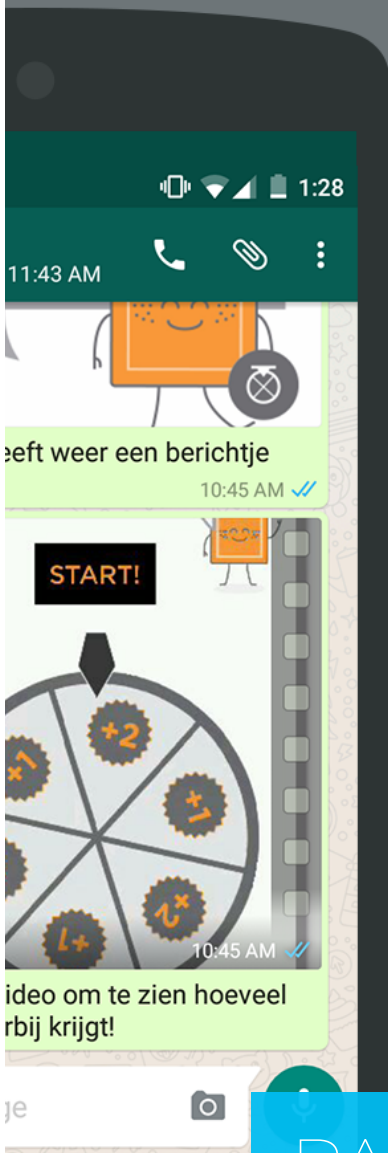 1:28
11:43 AM
eeft weer een berichtje
10:45 AM
START!
+2
+1
+1
+2
+1
10:45 AM
ideo om te zien hoeveel
rbij krijgt!
ge